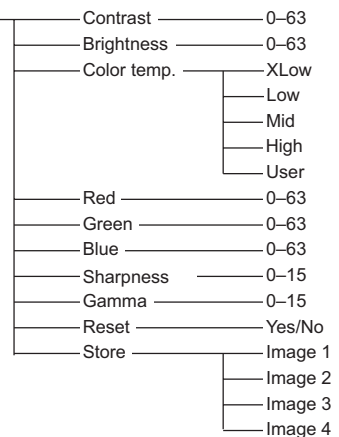 Contrast 0–63
Brightness 0–63
Color temp. XLow
Low
Mid
High
User
Red 0–63
Green 0–63
Blue 0–63
Sharpness 0–15
Gamma 0–15
Reset Yes/No
Store Image 1
Image 2
Image 3
Image 4